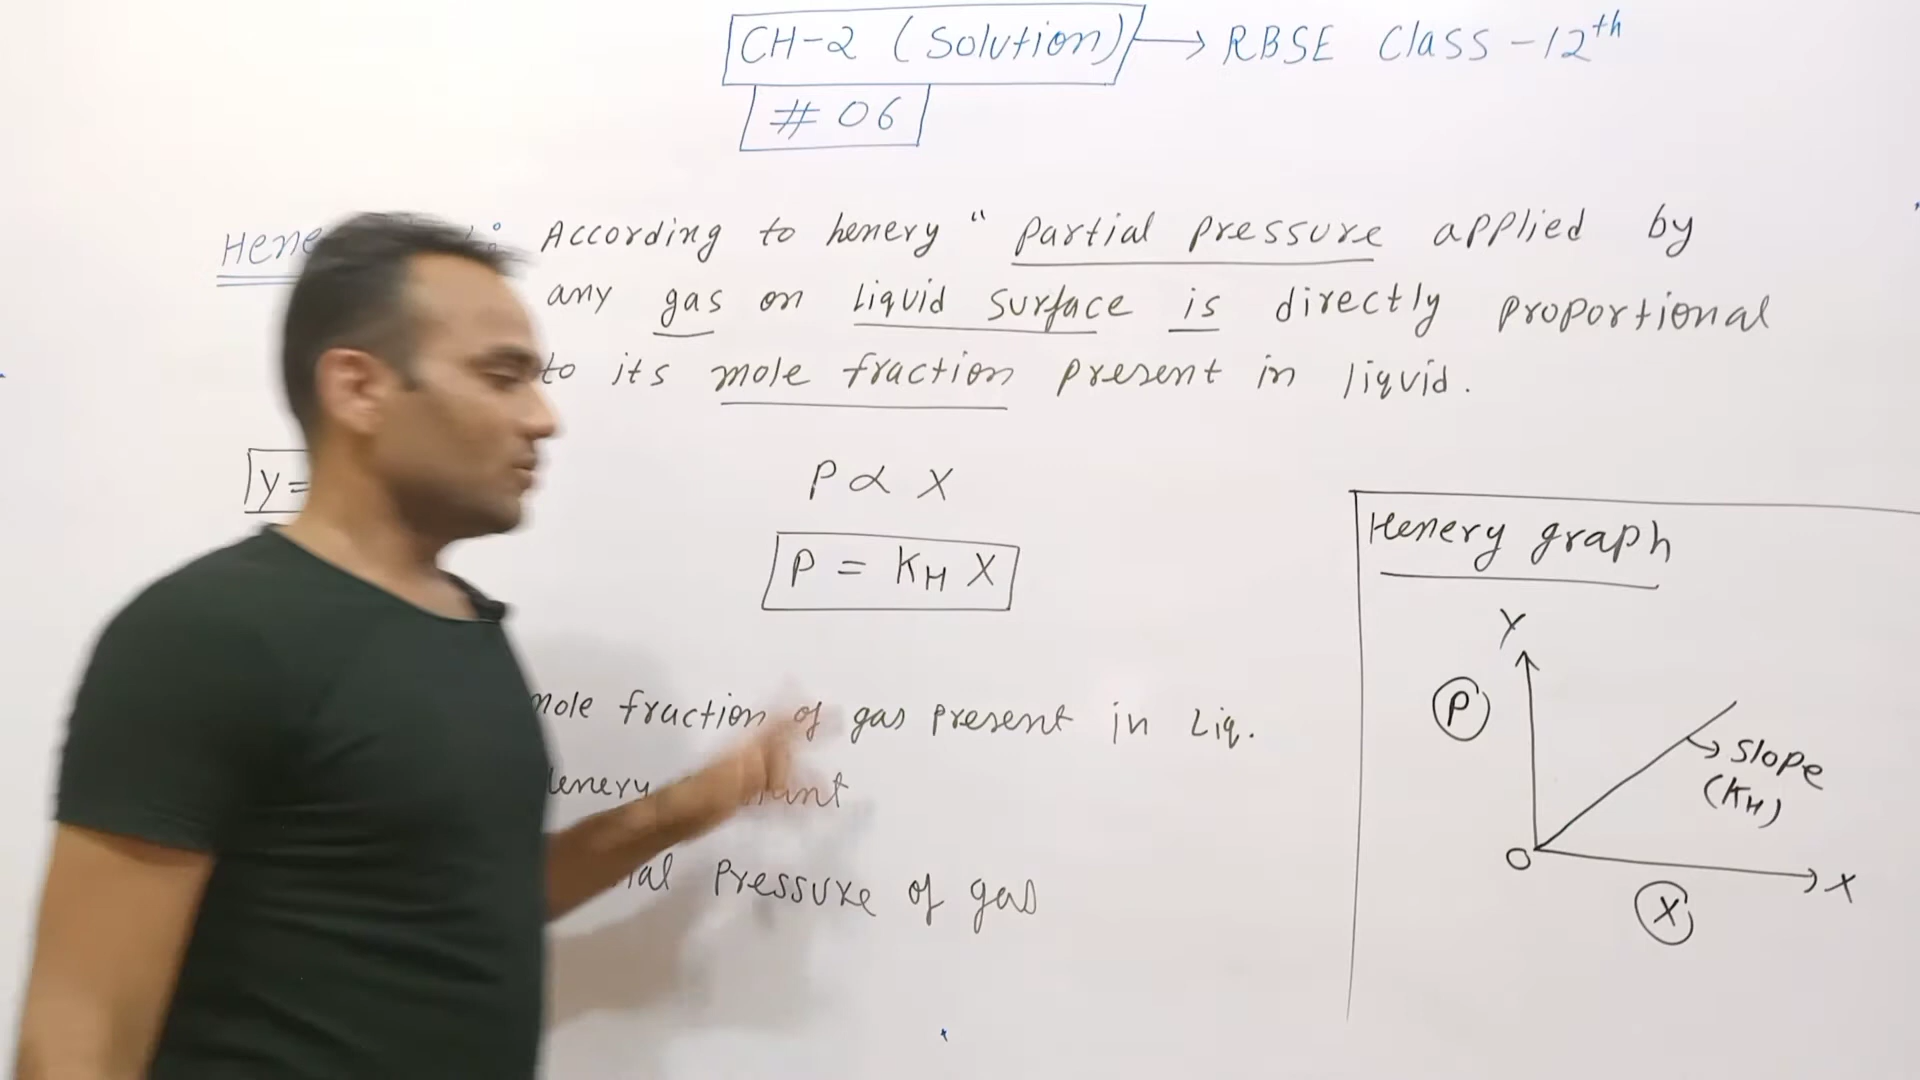 CH-2 (Solution) → RBSE Class-12th
# 06
According to henery " Partial Pressure applied by
any gas on liquid surface is directly proportional
to its mole fraction present in liquid.
P ∝ X
y=
P = KH X
mole fraction of gas present in Liq.
Pressure of gas
Henery graph
Y
P
Slope
(KH)
O
X
X